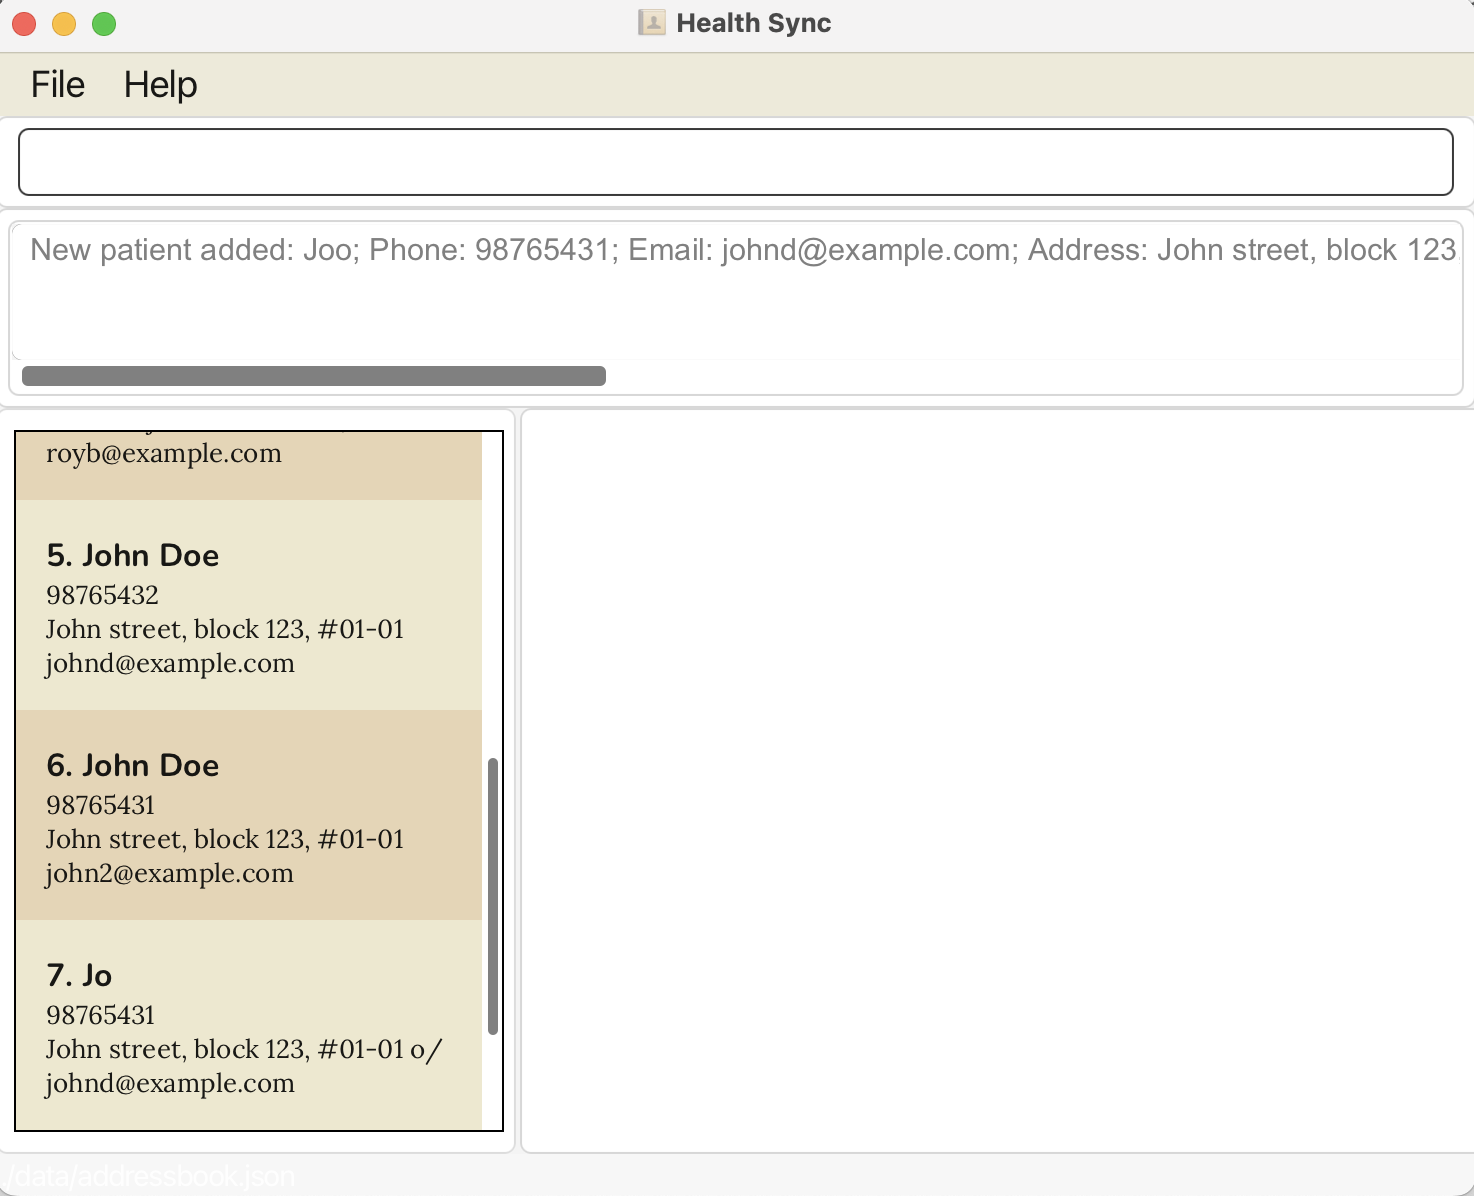 Health Sync
File Help
New patient added: Joo; Phone: 98765431; Email: johnd@example.com; Address: John street, block 123
royb@example.com
5. John Doe
98765432
John street, block 123, #01-01
johnd@example.com
6. John Doe
98765431
John street, block 123, #01-01
john2@example.com
7. Jo
98765431
John street, block 123, #01-01 o/
johnd@example.com
./data/addressbook.json